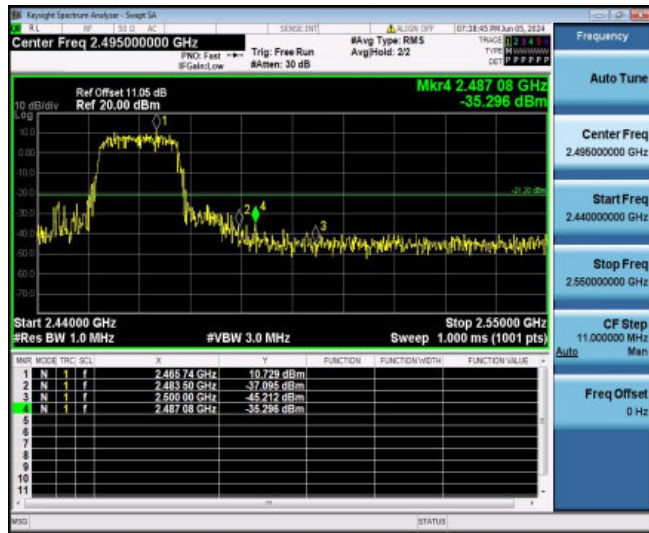 Keysight Spectrum Analyzer - Swept SA
RL RF 50 Ω AC SENSE:INT ALIGN OFF 07:38:45 PM Jun 05, 2024
Center Freq 2.495000000 GHz
PNO: Fast
IFGain:Low
Trig: Free Run
#Atten: 30 dB
#Avg Type: RMS
Avg|Hold: 2/2
TRACE 1 2 3 4 5 6
TYPE M W W W W W
DET P P P P P P
Ref Offset 11.05 dB
10 dB/div Ref 20.00 dBm
Log
Mkr4 2.487 08 GHz
-35.296 dBm
10.0
0.00
-10.0
-20.0
-30.0
-40.0
-50.0
-60.0
-70.0
1
2
4
3
-21.20 dBm
Start 2.44000 GHz
Stop 2.55000 GHz
#Res BW 1.0 MHz
#VBW 3.0 MHz
Sweep 1.000 ms (1001 pts)
MKR MODE TRC SCL X Y FUNCTION FUNCTION WIDTH FUNCTION VALUE
1 N 1 f 2.465 74 GHz 10.729 dBm
2 N 1 f 2.483 50 GHz -37.095 dBm
3 N 1 f 2.500 00 GHz -45.212 dBm
4 N 1 f 2.487 08 GHz -35.296 dBm
5
6
7
8
9
10
11
MSG
STATUS
Frequency
Auto Tune
Center Freq
2.495000000 GHz
Start Freq
2.440000000 GHz
Stop Freq
2.550000000 GHz
CF Step
11.000000 MHz
Auto Man
Freq Offset
0 Hz